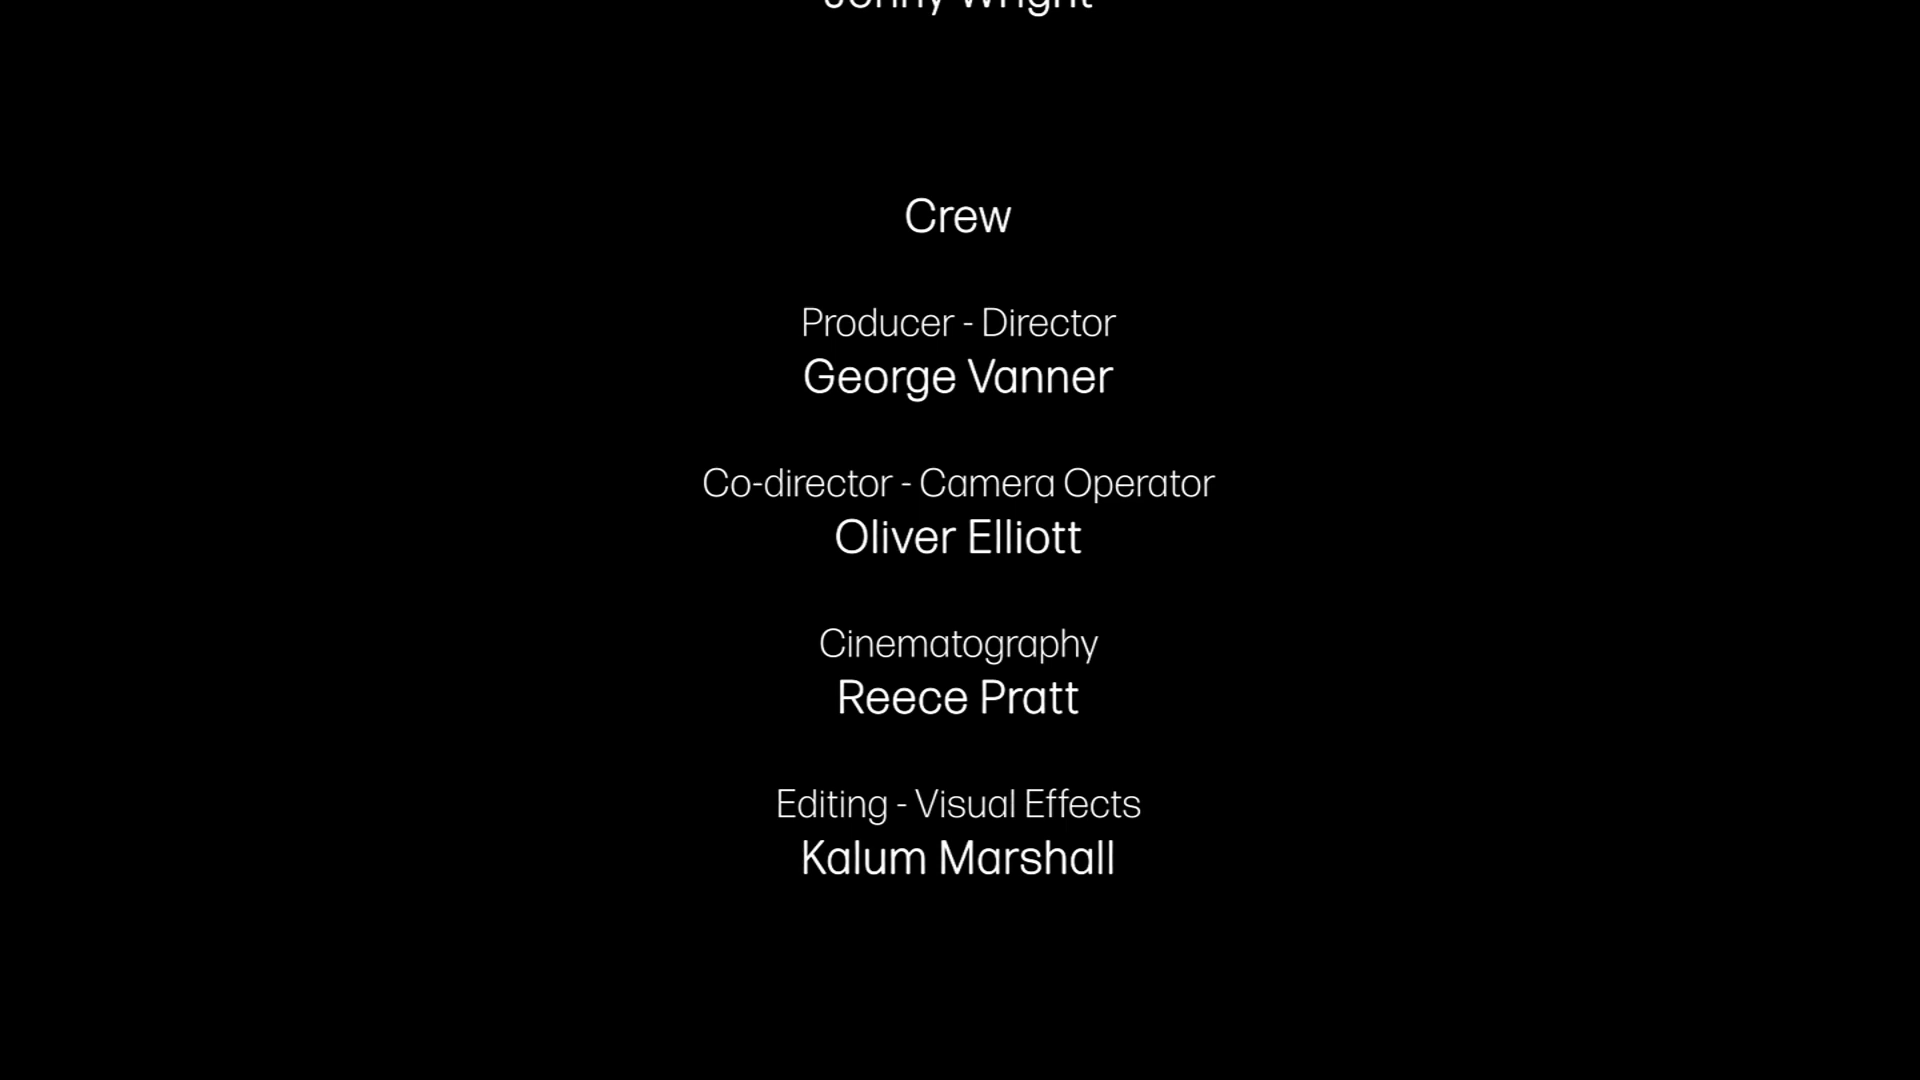 Wright
Crew
Producer - Director
George Vanner
Co-director - Camera Operator
Oliver Elliott
Cinematography
Reece Pratt
Editing - Visual Effects
Kalum Marshall